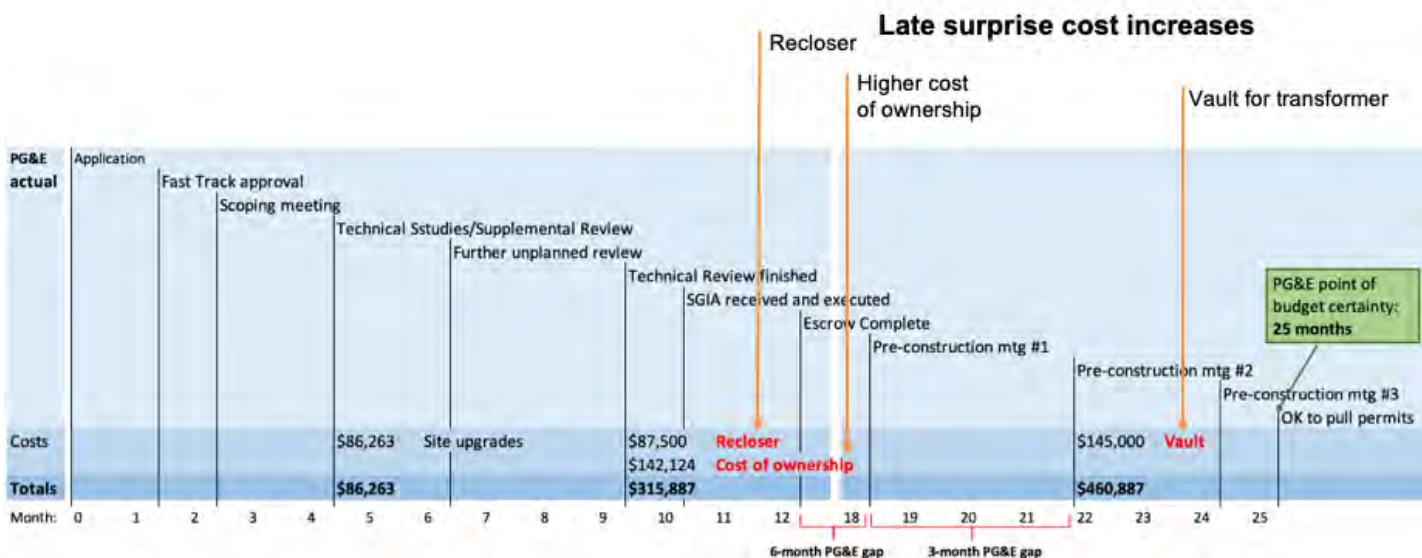 Late surprise cost increases
Recloser
Higher cost
of ownership
Vault for transformer
PG&E
actual
Application
Fast Track approval
Scoping meeting
Technical Sstudies/Supplemental Review
Further unplanned review
Technical Review finished
SGIA received and executed
Escrow Complete
Pre-construction mtg #1
PG&E point of
budget certainty:
25 months
Pre-construction mtg #2
Pre-construction mtg #3
OK to pull permits
Costs $86,263 Site upgrades $87,500 Recloser $145,000 Vault
$142,124 Cost of ownership
Totals $86,263 $315,887 $460,887
Month: 0 1 2 3 4 5 6 7 8 9 10 11 12 18 19 20 21 22 23 24 25
6-month PG&E gap 3-month PG&E gap